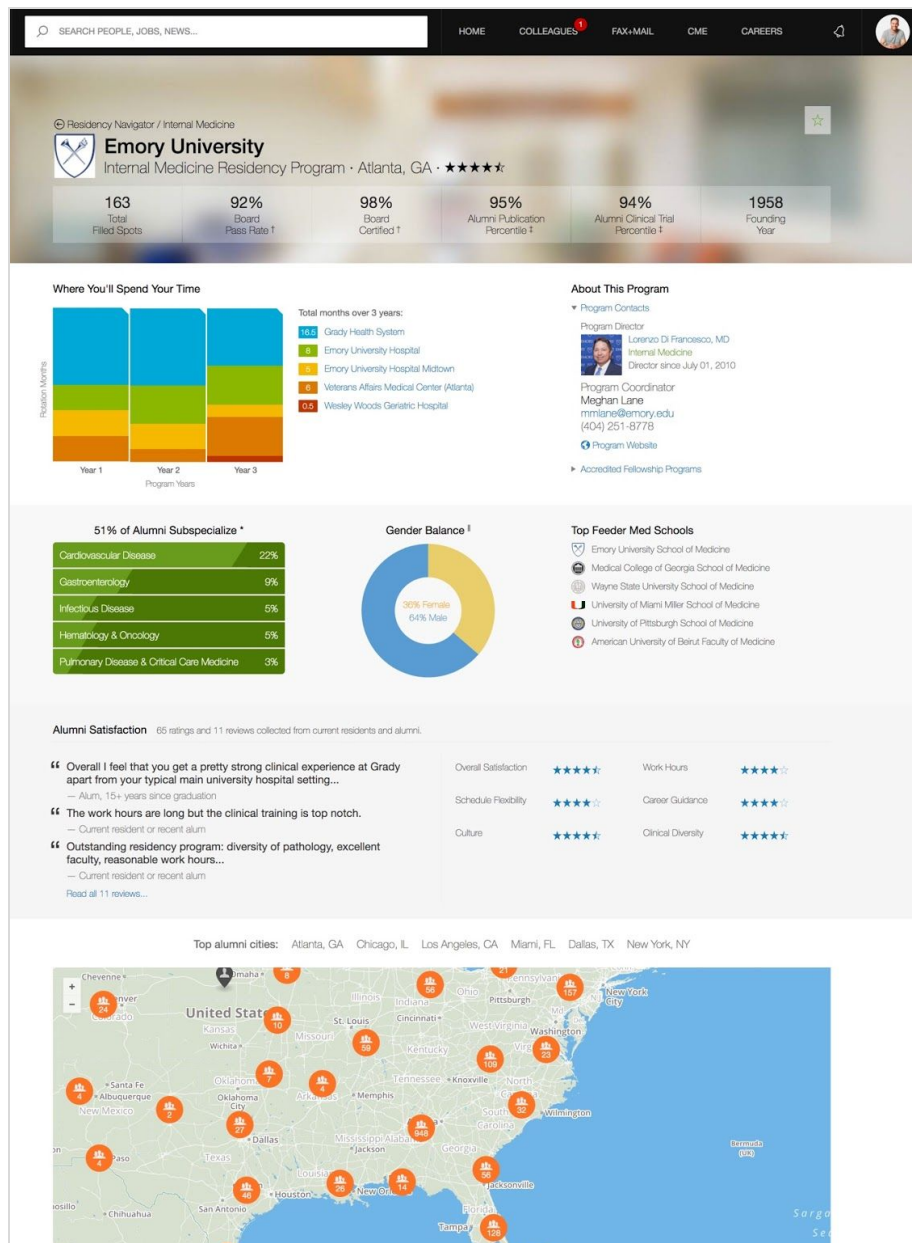 SEARCH PEOPLE, JOBS, NEWS...
HOME
COLLEAGUES
1
FAX+MAIL
CME
CAREERS
Residency Navigator / Internal Medicine
Emory University
Internal Medicine Residency Program · Atlanta, GA ·
163
Total
Filled Spots
92%
Board
Pass Rate †
98%
Board
Certified †
95%
Alumni Publication
Percentile ‡
94%
Alumni Clinical Trial
Percentile ‡
1958
Founding
Year
Where You'll Spend Your Time
Rotation Months
Year 1
Year 2
Year 3
Program Years
Total months over 3 years:
16.5 Grady Health System
8 Emory University Hospital
Emory University Hospital Midtown
6 Veterans Affairs Medical Center (Atlanta)
0.5 Wesley Woods Geriatric Hospital
About This Program
Program Contacts
Program Director
Lorenzo Di Francesco, MD
Internal Medicine
Director since July 01, 2010
Program Coordinator
Meghan Lane
mmlane@emory.edu
(404) 251-8778
Program Website
Accredited Fellowship Programs
51% of Alumni Subspecialize *
Cardiovascular Disease 22%
Gastroenterology 9%
Infectious Disease 5%
Hematology & Oncology 5%
Pulmonary Disease & Critical Care Medicine 3%
Gender Balance ‖
36% Female
64% Male
Top Feeder Med Schools
Emory University School of Medicine
Medical College of Georgia School of Medicine
Wayne State University School of Medicine
University of Miami Miller School of Medicine
University of Pittsburgh School of Medicine
American University of Beirut Faculty of Medicine
Alumni Satisfaction 65 ratings and 11 reviews collected from current residents and alumni.
“ Overall I feel that you get a pretty strong clinical experience at Grady
apart from your typical main university hospital setting...
— Alum, 15+ years since graduation
“ The work hours are long but the clinical training is top notch.
— Current resident or recent alum
“ Outstanding residency program: diversity of pathology, excellent
faculty, reasonable work hours...
— Current resident or recent alum
Read all 11 reviews...
Overall Satisfaction
Work Hours
Schedule Flexibility
Career Guidance
Culture
Clinical Diversity
Top alumni cities: Atlanta, GA Chicago, IL Los Angeles, CA Miami, FL Dallas, TX New York, NY
+
−
Cheyenne
Omaha
8
56
21
Ohio
Pittsburgh
157
New York
City
24
United Stat
Kansas
10
Illinois
Indiana
St. Louis
Cincinnati
West Virginia
Washington
Md.
NJ
Wichita
Missouri
59
Kentucky
109
23
Oklahoma
7
4
Tennessee
Knoxville
North
4
Santa Fe
Albuquerque
New Mexico
2
Oklahoma
City
Memphis
South
Carolina
32
Wilmington
27
Dallas
Mississippi
Jackson
948
Georgia
Bermuda
(UK)
4
Paso
Texas
56
Jacksonville
46
Houston
26
14
San Antonio
Chihuahua
Florida
Tampa
126